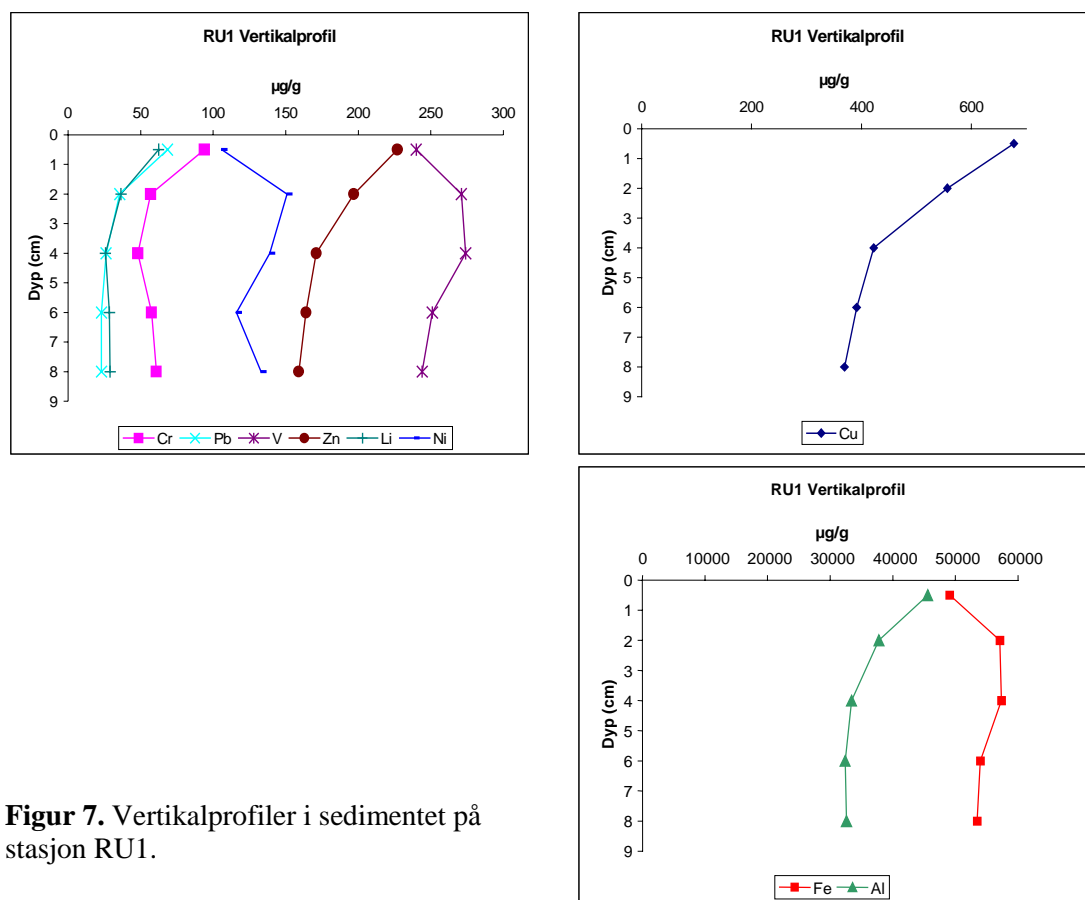 RU1 Vertikalprofil
µg/g
0 50 100 150 200 250 300
Dyp (cm)
0
1
2
3
4
5
6
7
8
9
Cr Pb V Zn Li Ni
RU1 Vertikalprofil
µg/g
0 200 400 600
Dyp (cm)
0
1
2
3
4
5
6
7
8
9
Cu
RU1 Vertikalprofil
µg/g
0 10000 20000 30000 40000 50000 60000
Dyp (cm)
0
1
2
3
4
5
6
7
8
9
Fe Al
Figur 7. Vertikalprofiler i sedimentet på
stasjon RU1.